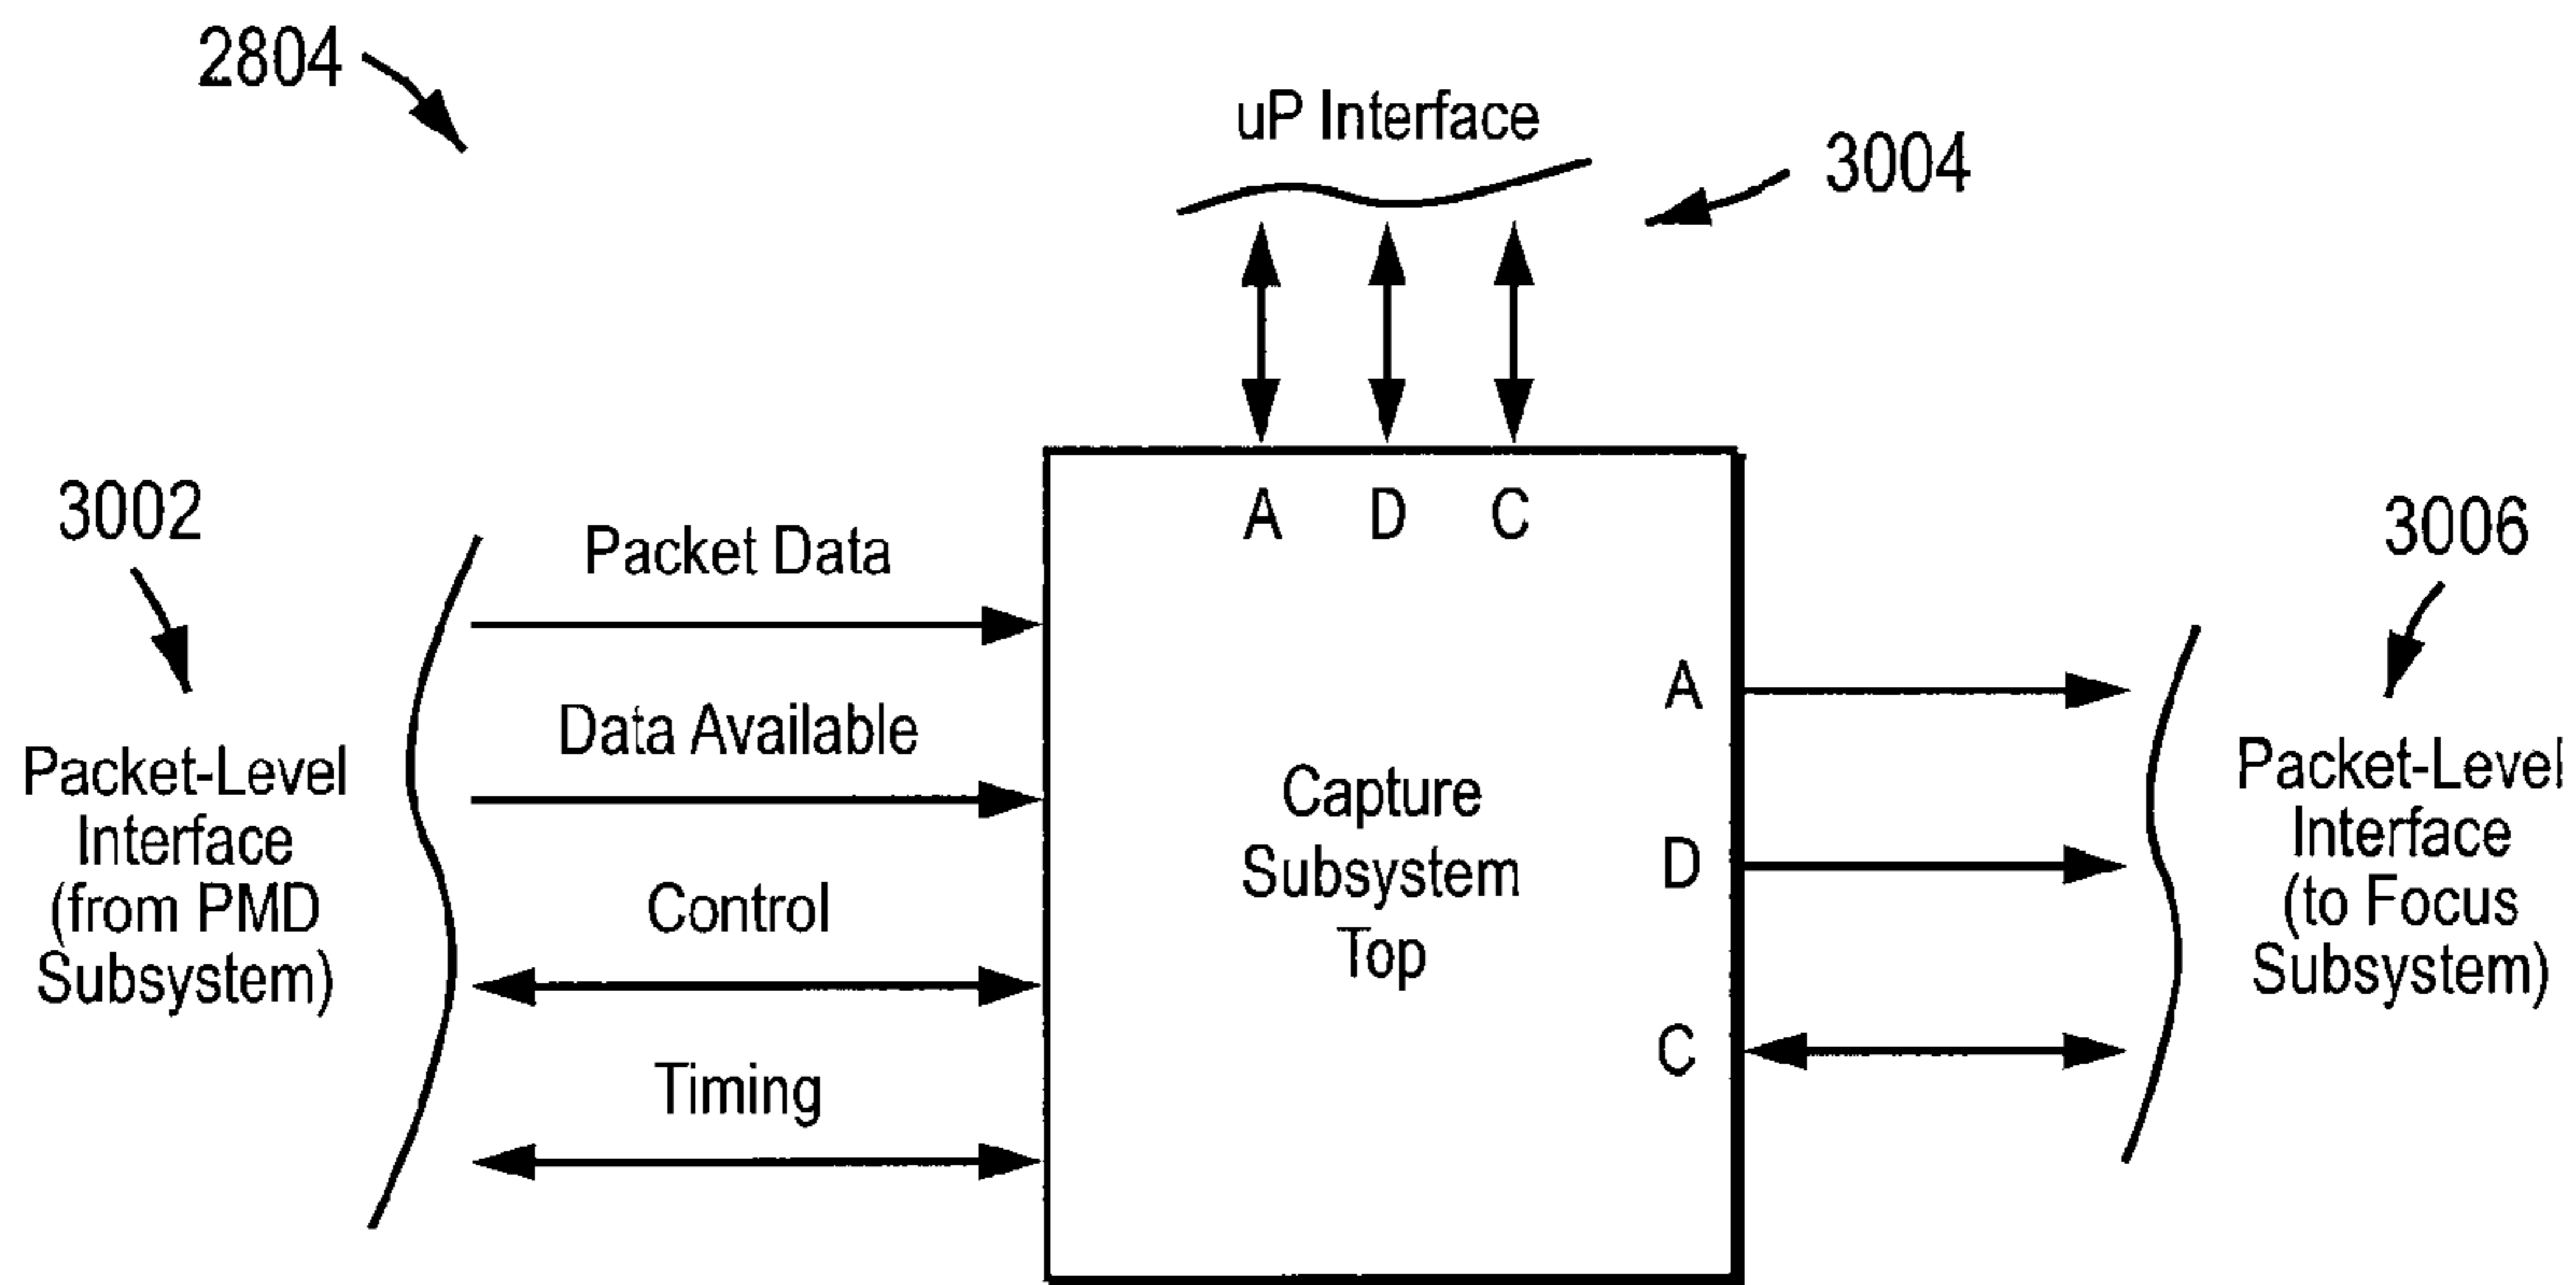 2804
uP Interface
3004
A D C
3002
Packet Data
Data Available
Control
Timing
Packet-Level
Interface
(from PMD
Subsystem)
Capture
Subsystem
Top
A
D
C
3006
Packet-Level
Interface
(to Focus
Subsystem)